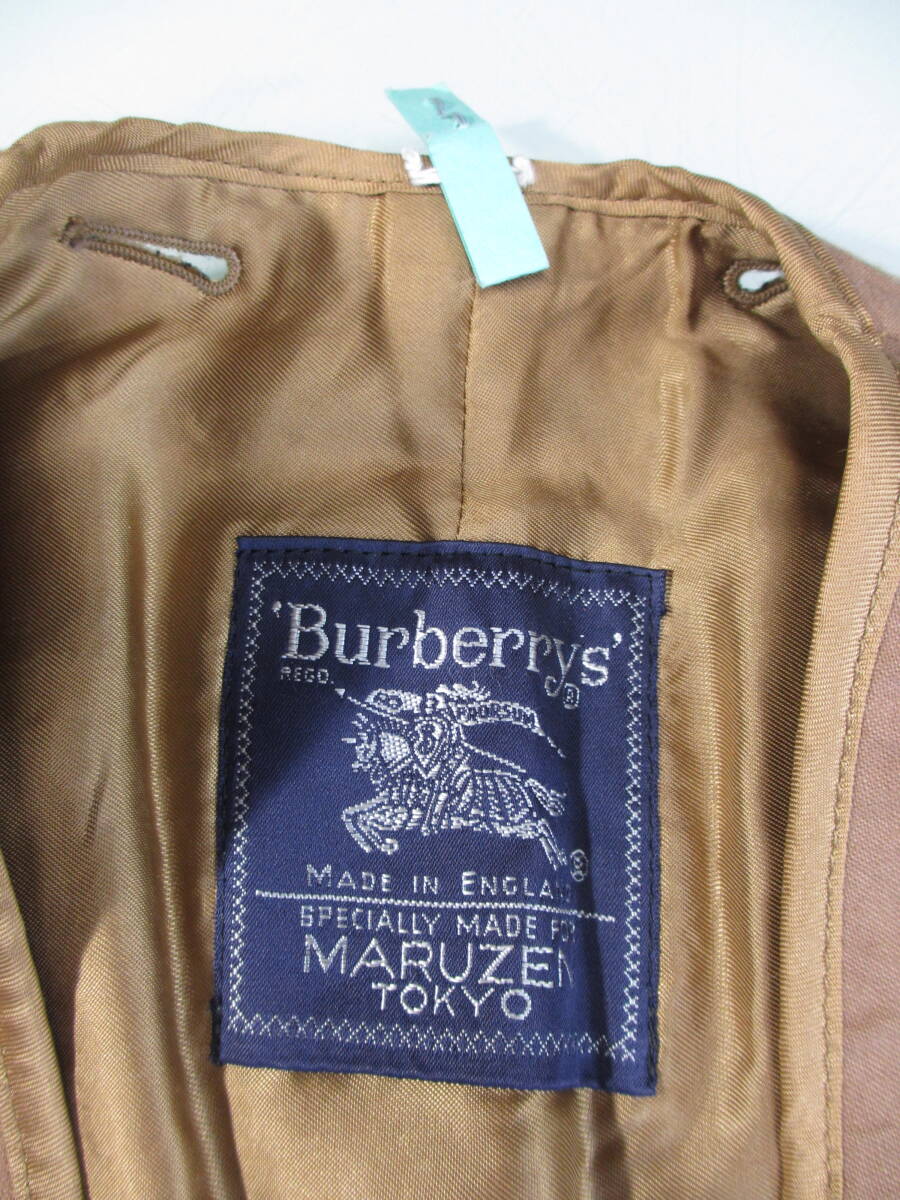 'Burberrys'
REGD.
PRORSUM
MADE IN ENGLAND
SPECIALLY MADE FOR
MARUZEN
TOKYO